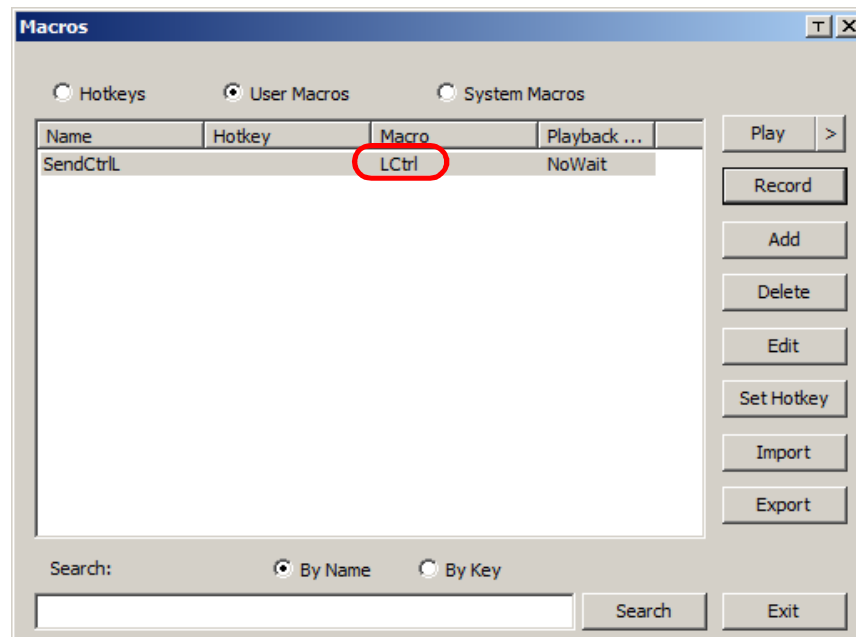 Macros
Hotkeys User Macros System Macros
Name Hotkey Macro Playback ...
SendCtrlL LCtrl NoWait
Play >
Record
Add
Delete
Edit
Set Hotkey
Import
Export
Search: By Name By Key
Search Exit